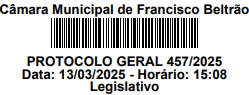 Câmara Municipal de Francisco Beltrão
PROTOCOLO GERAL 457/2025
Data: 13/03/2025 - Horário: 15:08
Legislativo